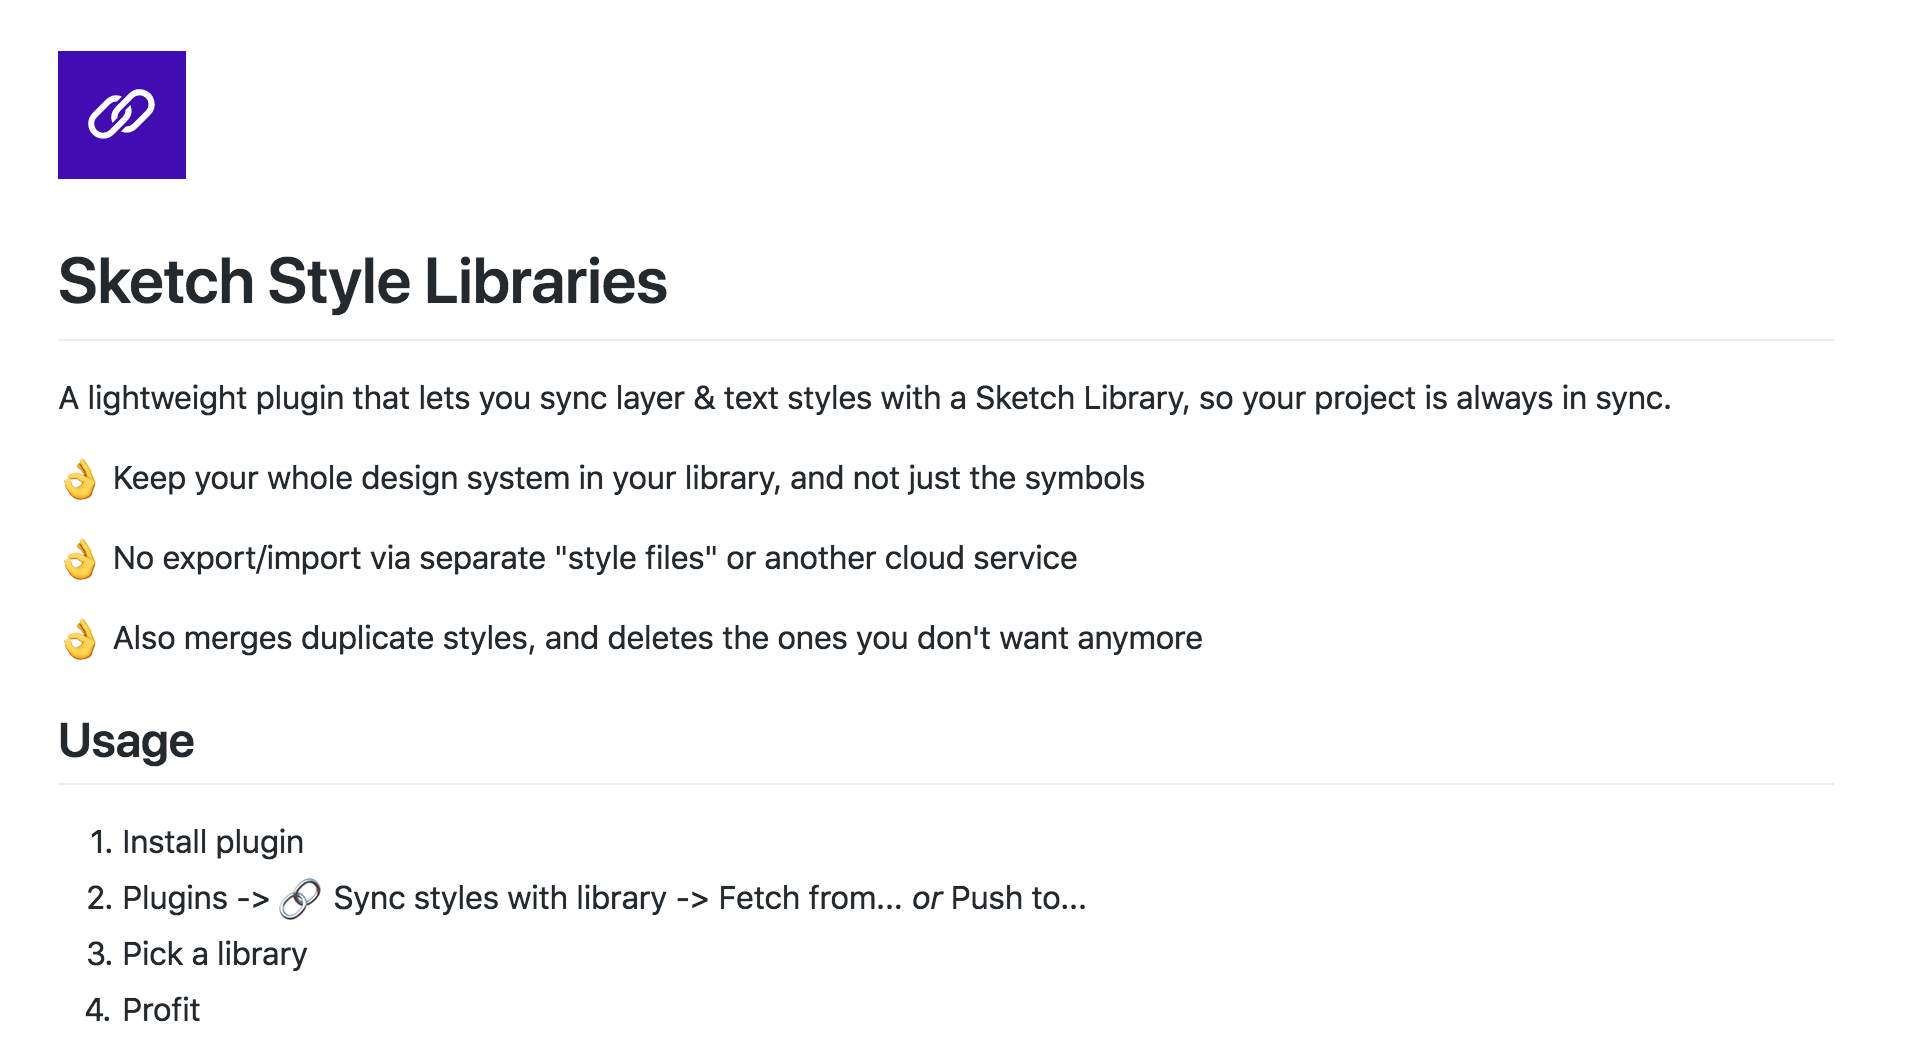 Sketch Style Libraries
A lightweight plugin that lets you sync layer & text styles with a Sketch Library, so your project is always in sync.
👌 Keep your whole design system in your library, and not just the symbols
👌 No export/import via separate "style files" or another cloud service
👌 Also merges duplicate styles, and deletes the ones you don't want anymore
Usage
1. Install plugin
2. Plugins -> 🔗 Sync styles with library -> Fetch from... or Push to...
3. Pick a library
4. Profit